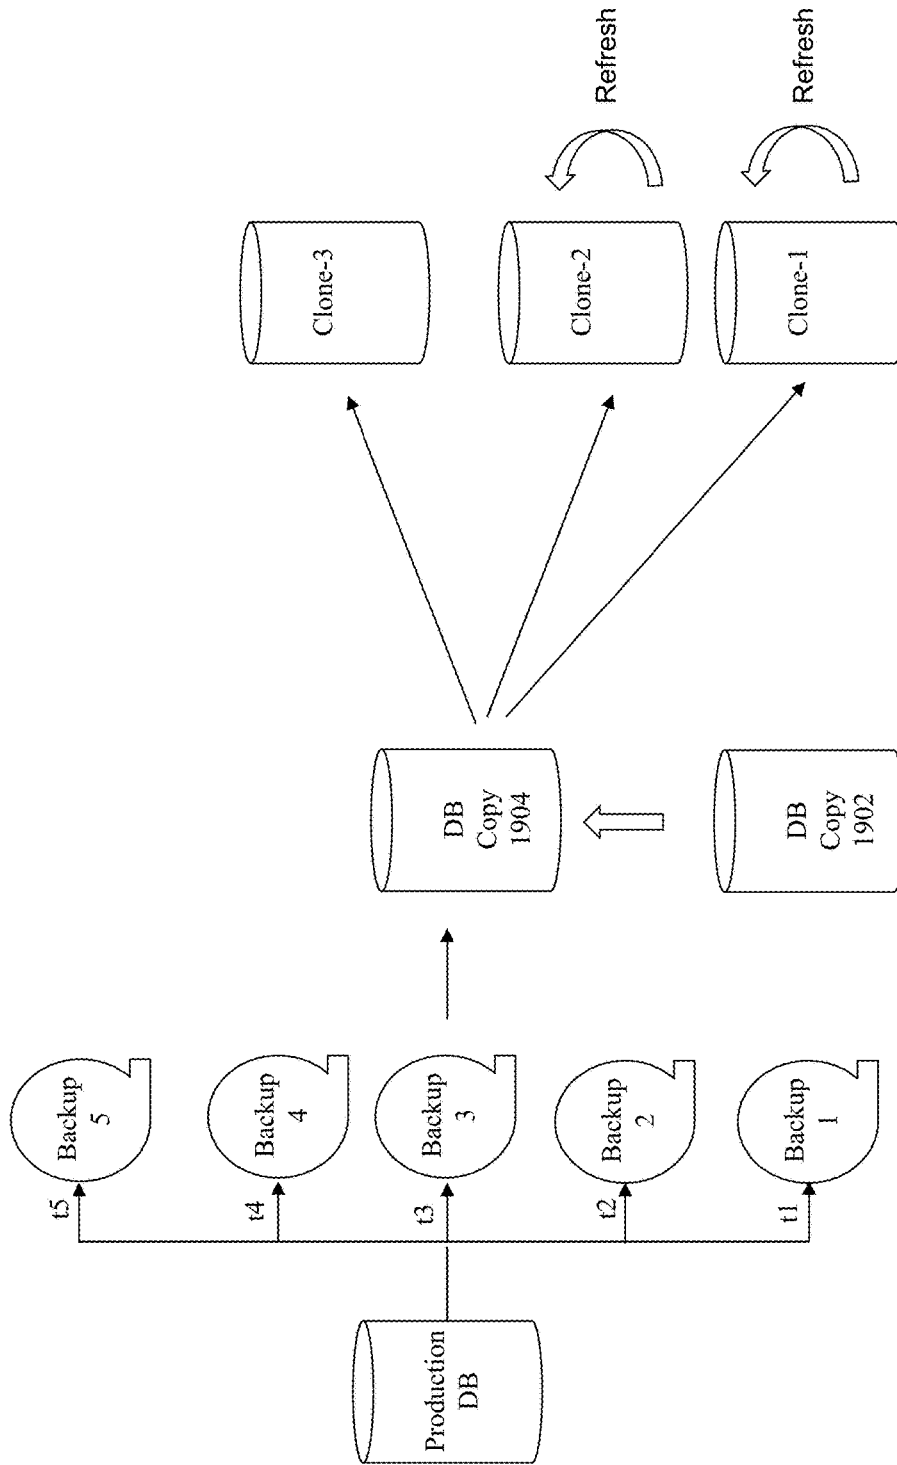 Production
DB
t5
Backup
5
t4
Backup
4
t3
Backup
3
t2
Backup
2
t1
Backup
1
DB
Copy
1904
DB
Copy
1902
Clone-3
Clone-2
Refresh
Clone-1
Refresh